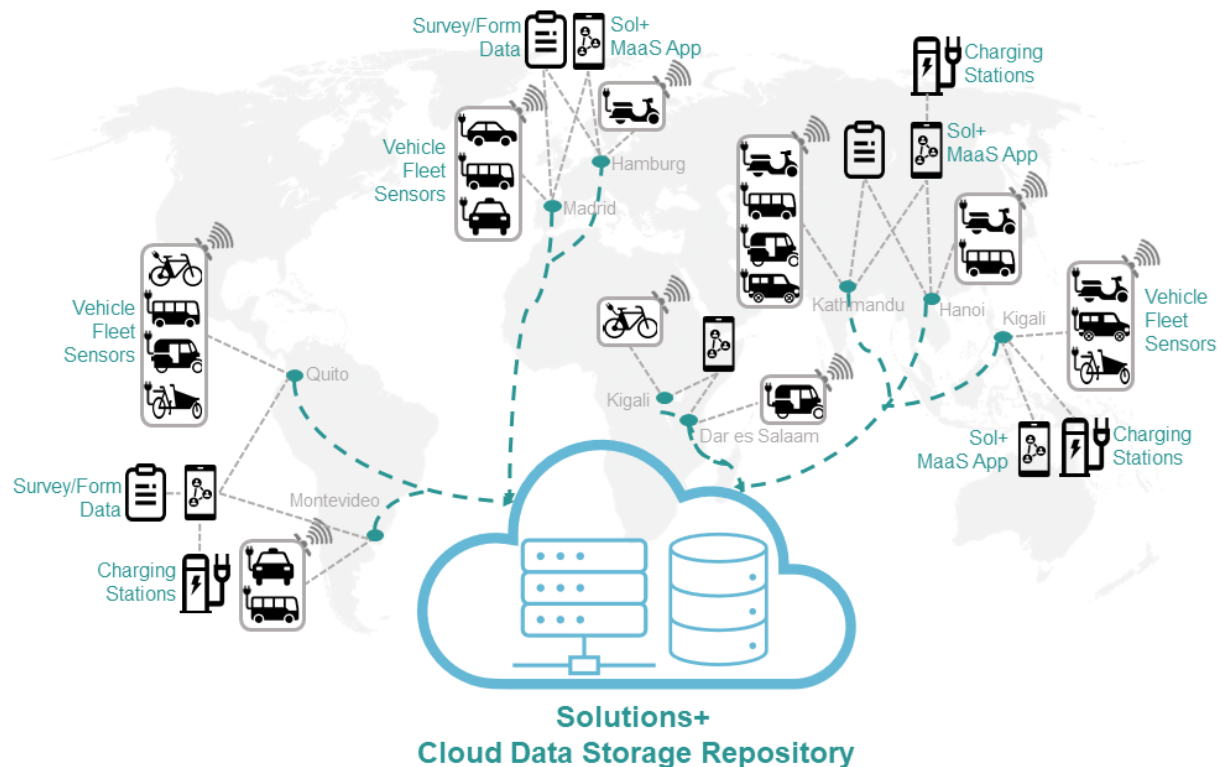 Survey/Form
Data
Sol+
MaaS App
Charging
Stations
Vehicle
Fleet
Sensors
Hamburg
Madrid
Sol+
MaaS App
Vehicle
Fleet
Sensors
Quito
Kathmandu
Hanoi
Kigali
Vehicle
Fleet
Sensors
Kigali
Dar es Salaam
Sol+
MaaS App
Charging
Stations
Survey/Form
Data
Montevideo
Charging
Stations
Solutions+
Cloud Data Storage Repository